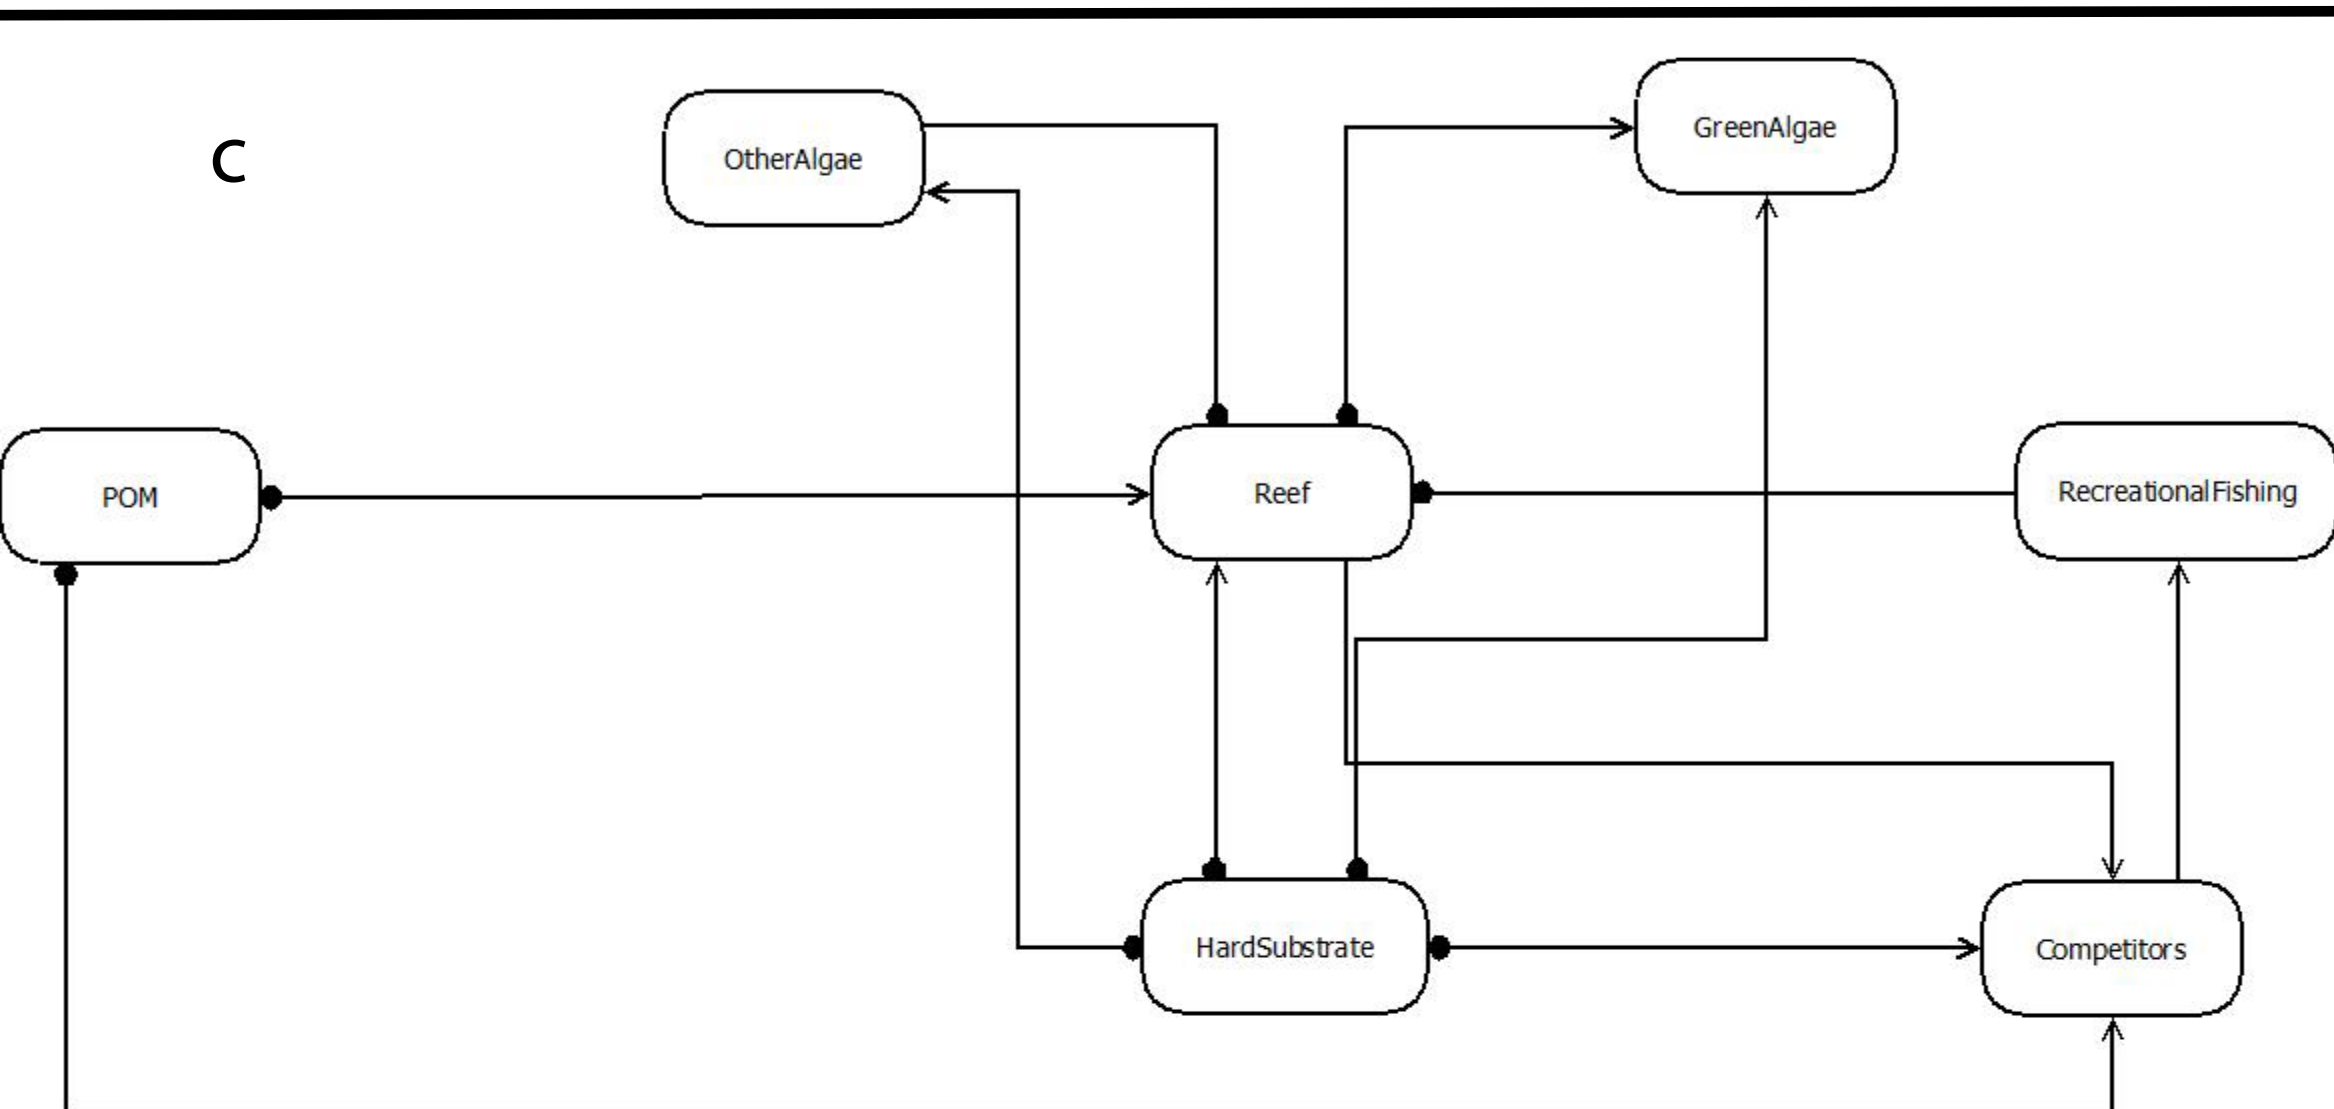 C
OtherAlgae
GreenAlgae
POM
Reef
RecreationalFishing
HardSubstrate
Competitors